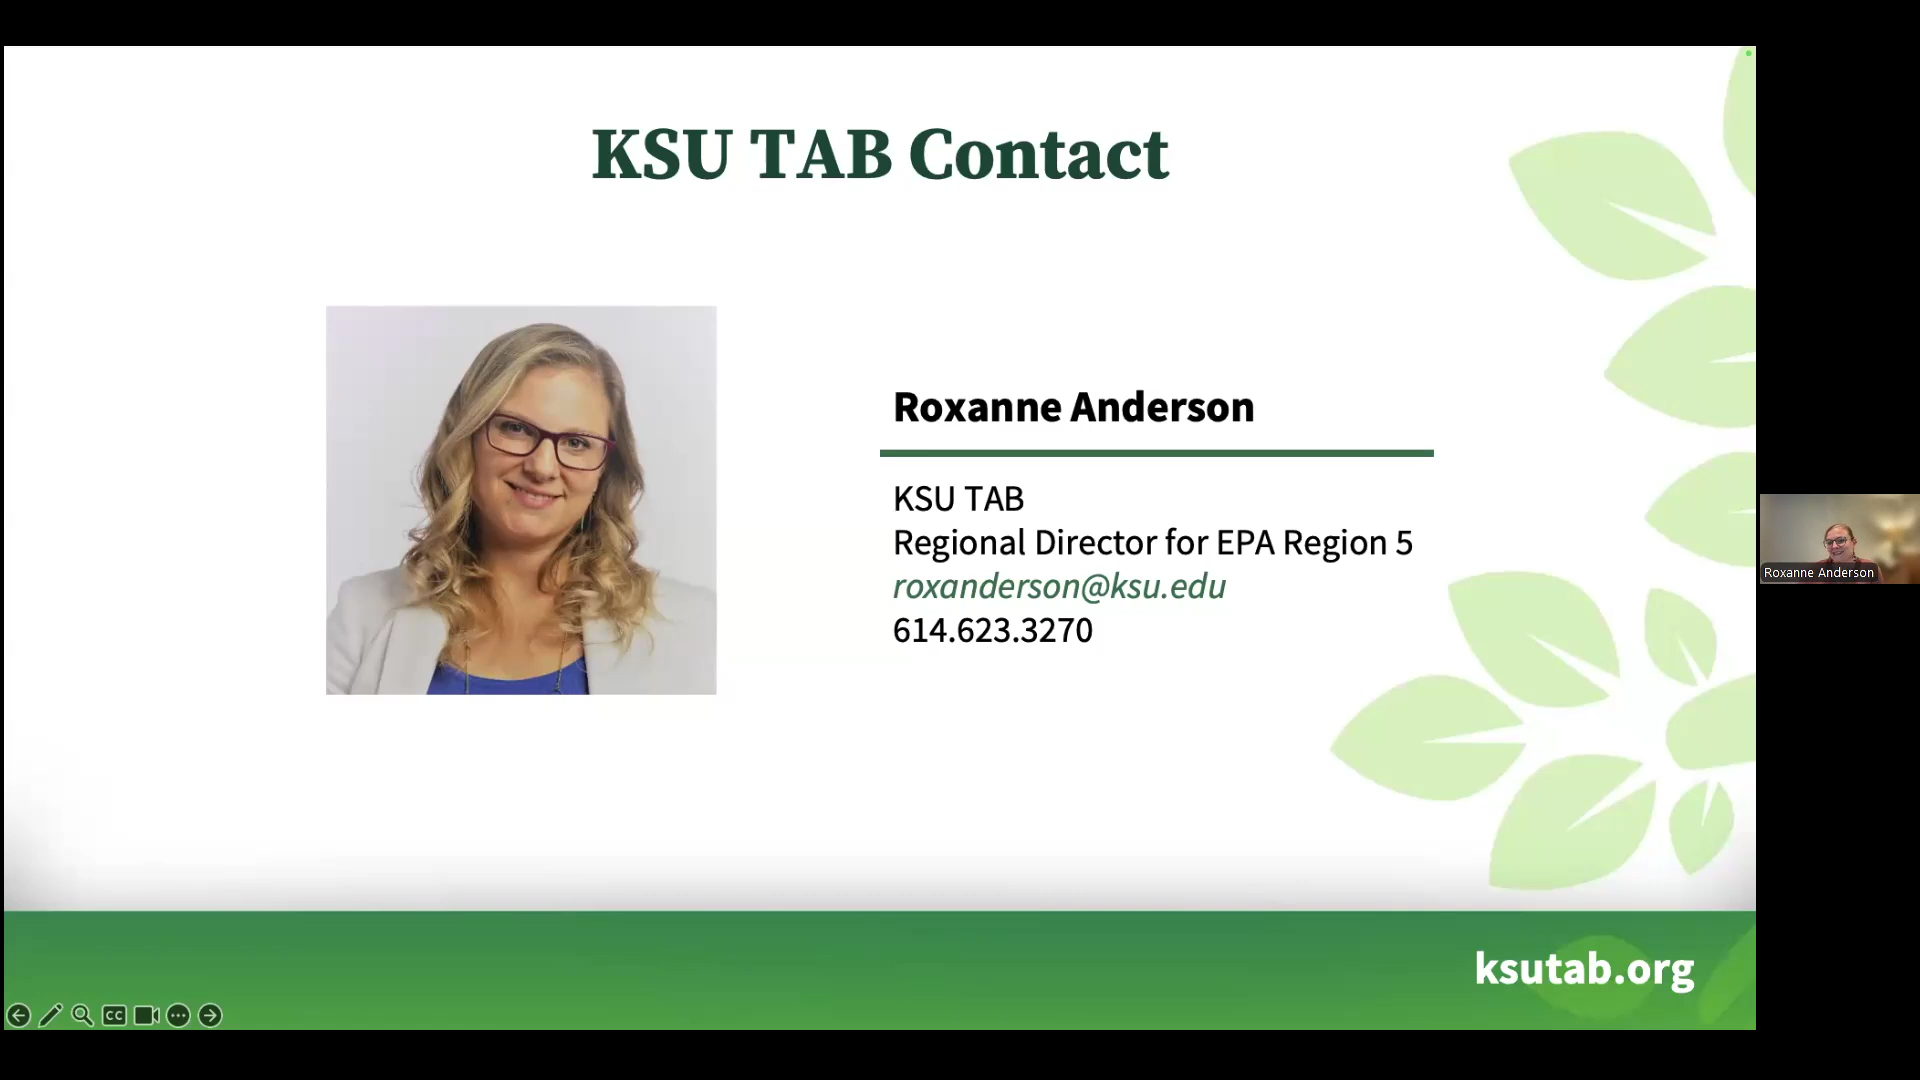 KSU TAB Contact
Roxanne Anderson
KSU TAB
Regional Director for EPA Region 5
roxanderson@ksu.edu
614.623.3270
Roxanne Anderson
ksutab.org
CC